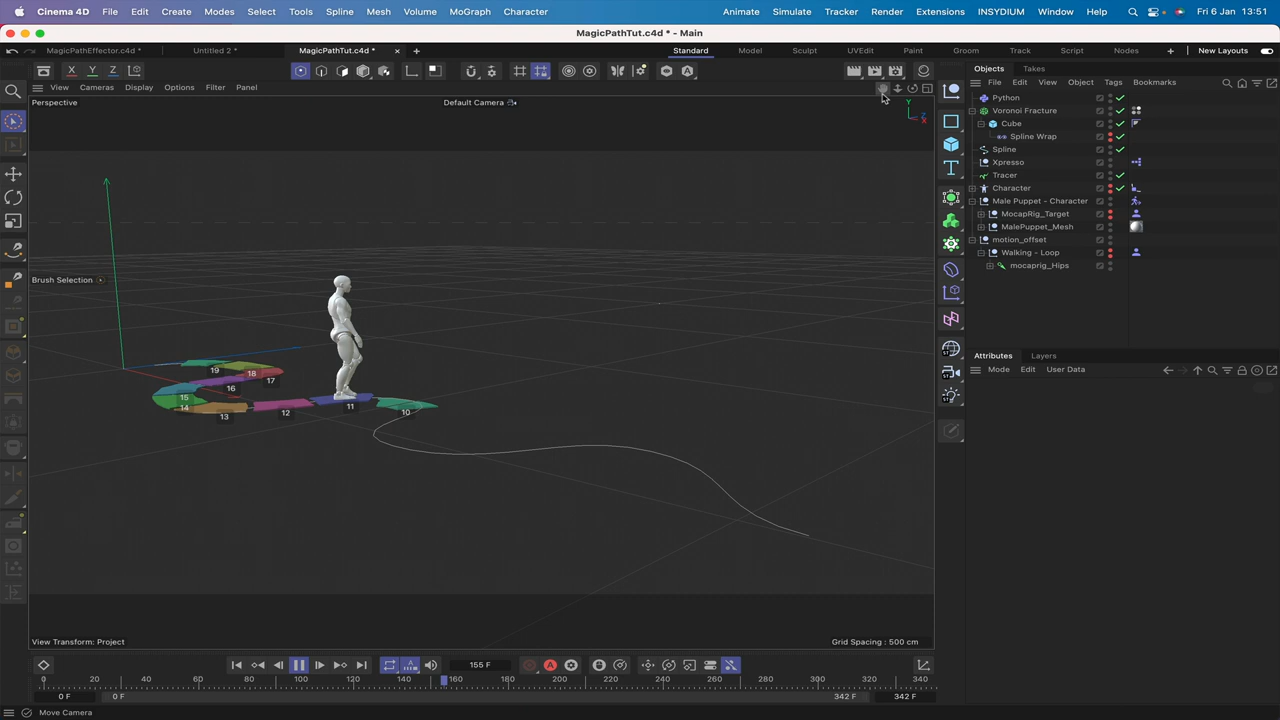 Cinema 4D File Edit Create Modes Select Tools Spline Mesh Volume MoGraph Character Animate Simulate Tracker Render Extensions INSYDIUM Window Help Fri 6 Jan 13:51
MagicPathTut.c4d * - Main
MagicPathEffector.c4d * Untitled 2 * MagicPathTut.c4d * Standard Model Sculpt UVEdit Paint Groom Track Script Nodes New Layouts
X Y Z
Objects Takes
View Cameras Display Options Filter Panel
File Edit View Object Tags Bookmarks
Perspective
Default Camera
Y
Z
X
Python
Voronoi Fracture
Cube
Spline Wrap
Spline
Xpresso
Tracer
Character
Male Puppet - Character
MocapRig_Target
MalePuppet_Mesh
motion_offset
Walking - Loop
mocaprig_Hips
Brush Selection
Attributes Layers
Mode Edit User Data
19
18
17
16
15
14
13
12
11
10
View Transform: Project
Grid Spacing : 500 cm
155 F
0 20 40 60 80 100 120 140 160 180 200 220 240 260 280 300 320 340
0 F 0 F 342 F 342 F
Move Camera